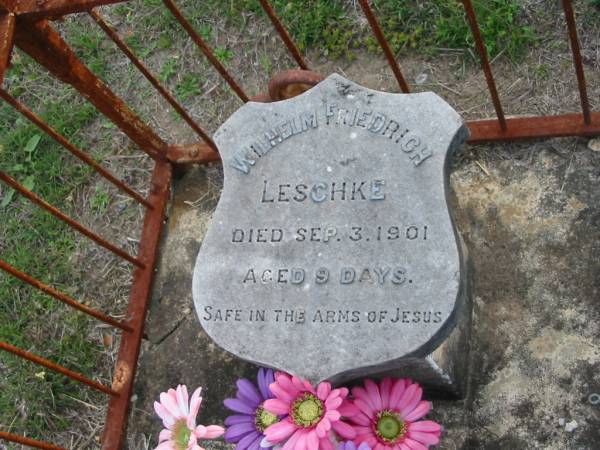 WILHELM FRIEDRICH
LESCHKE
DIED SEP. 3. 1901
AGED 9 DAYS.
SAFE IN THE ARMS OF JESUS